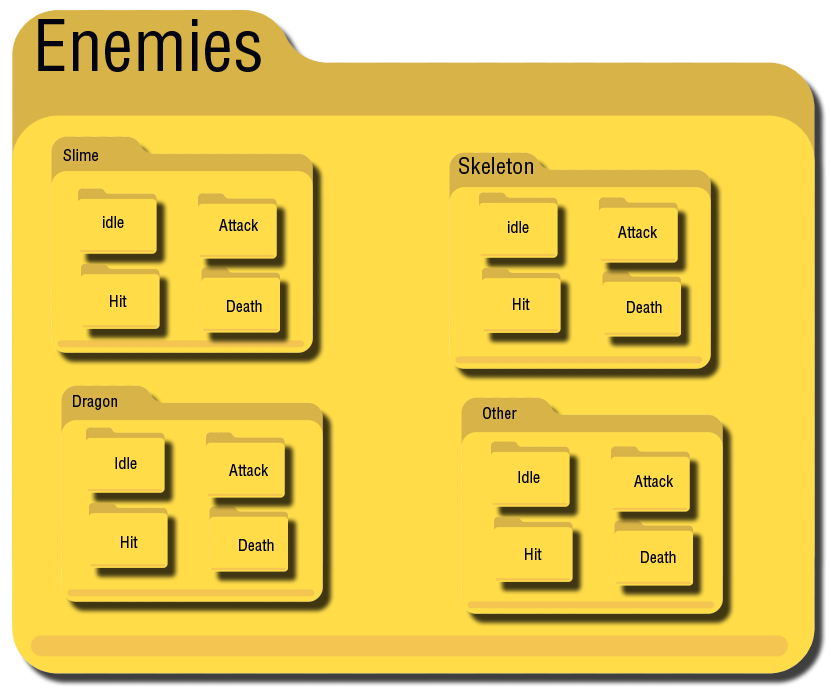 Enemies
Slime
idle
Attack
Hit
Death
Skeleton
idle
Attack
Hit
Death
Dragon
Idle
Attack
Hit
Death
Other
Idle
Attack
Hit
Death